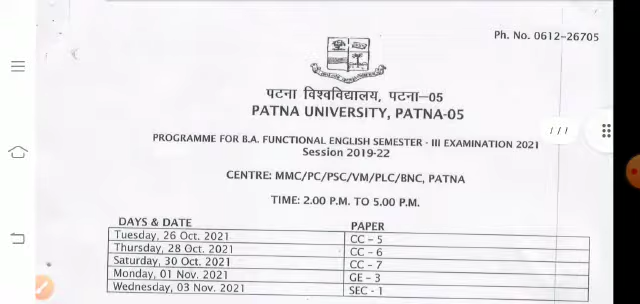 Ph. No. 0612-26705
पटना विश्वविद्यालय, पटना-05
PATNA UNIVERSITY, PATNA-05
PROGRAMME FOR B.A. FUNCTIONAL ENGLISH SEMESTER - III EXAMINATION 2021
Session 2019-22
1 / 1
CENTRE: MMC/PC/PSC/VM/PLC/BNC, PATNA
TIME: 2.00 P.M. TO 5.00 P.M.
DAYS & DATE PAPER
Tuesday, 26 Oct. 2021 CC - 5
Thursday, 28 Oct. 2021 CC - 6
Saturday, 30 Oct. 2021 CC - 7
Monday, 01 Nov. 2021 GE - 3
Wednesday, 03 Nov. 2021 SEC - 1